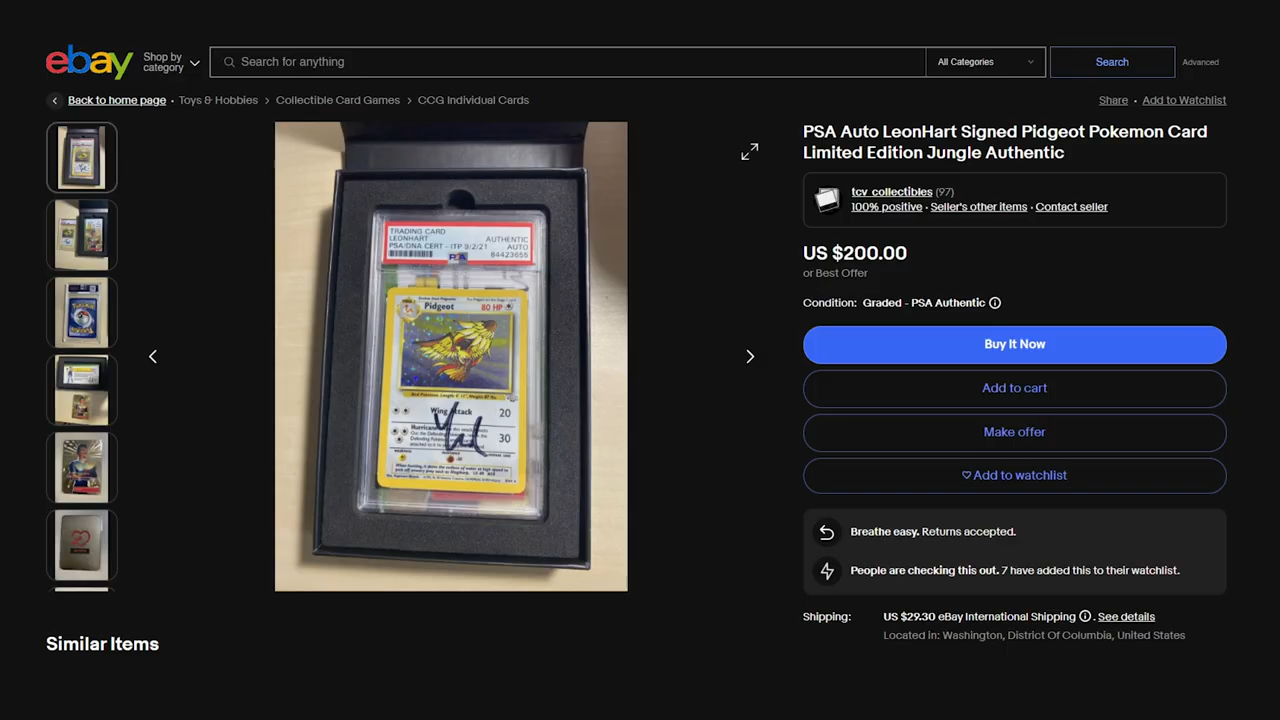 ebay
Shop by
category
Search for anything
All Categories
Search
Advanced
Back to home page · Toys & Hobbies > Collectible Card Games > CCG Individual Cards
Share · Add to Watchlist
PSA Auto LeonHart Signed Pidgeot Pokemon Card
Limited Edition Jungle Authentic
tcv_collectibles (97)
100% positive · Seller's other items · Contact seller
US $200.00
or Best Offer
Condition: Graded - PSA Authentic
Buy It Now
Add to cart
Make offer
Add to watchlist
Breathe easy. Returns accepted.
People are checking this out. 7 have added this to their watchlist.
Shipping: US $29.30 eBay International Shipping . See details
Located in: Washington, District Of Columbia, United States
TRADING CARD
LEONHART AUTHENTIC
PSA/DNA CERT - ITP 9/2/21 AUTO
PSA 84423655
Pidgeot 80 HP
Wing Attack 20
Hurricane
30
Similar Items